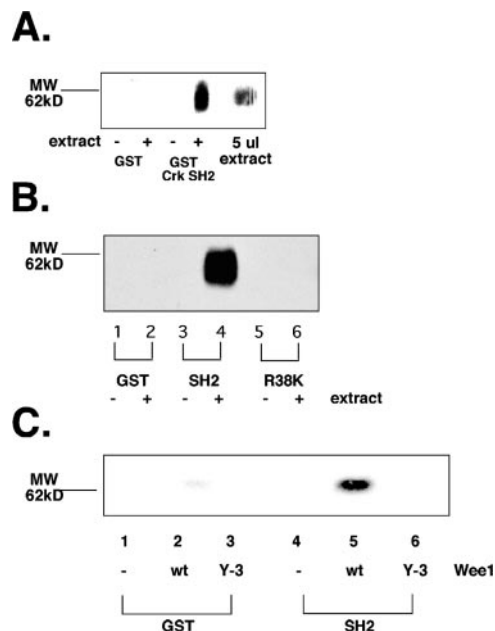 A.
MW
62kD
extract - + - + 5 ul
GST GST extract
Crk SH2
B.
MW
62kD
1 2 3 4 5 6
GST SH2 R38K
- + - + - + extract
C.
MW
62kD
1 2 3 4 5 6
- wt Y-3 - wt Y-3 Wee1
GST SH2